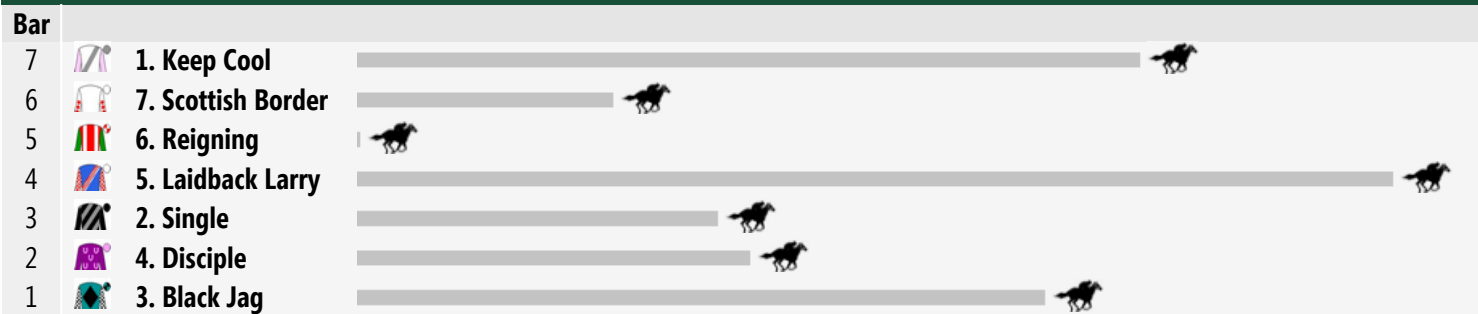 Bar
7 1. Keep Cool
6 7. Scottish Border
5 6. Reigning
4 5. Laidback Larry
3 2. Single
2 4. Disciple
1 3. Black Jag